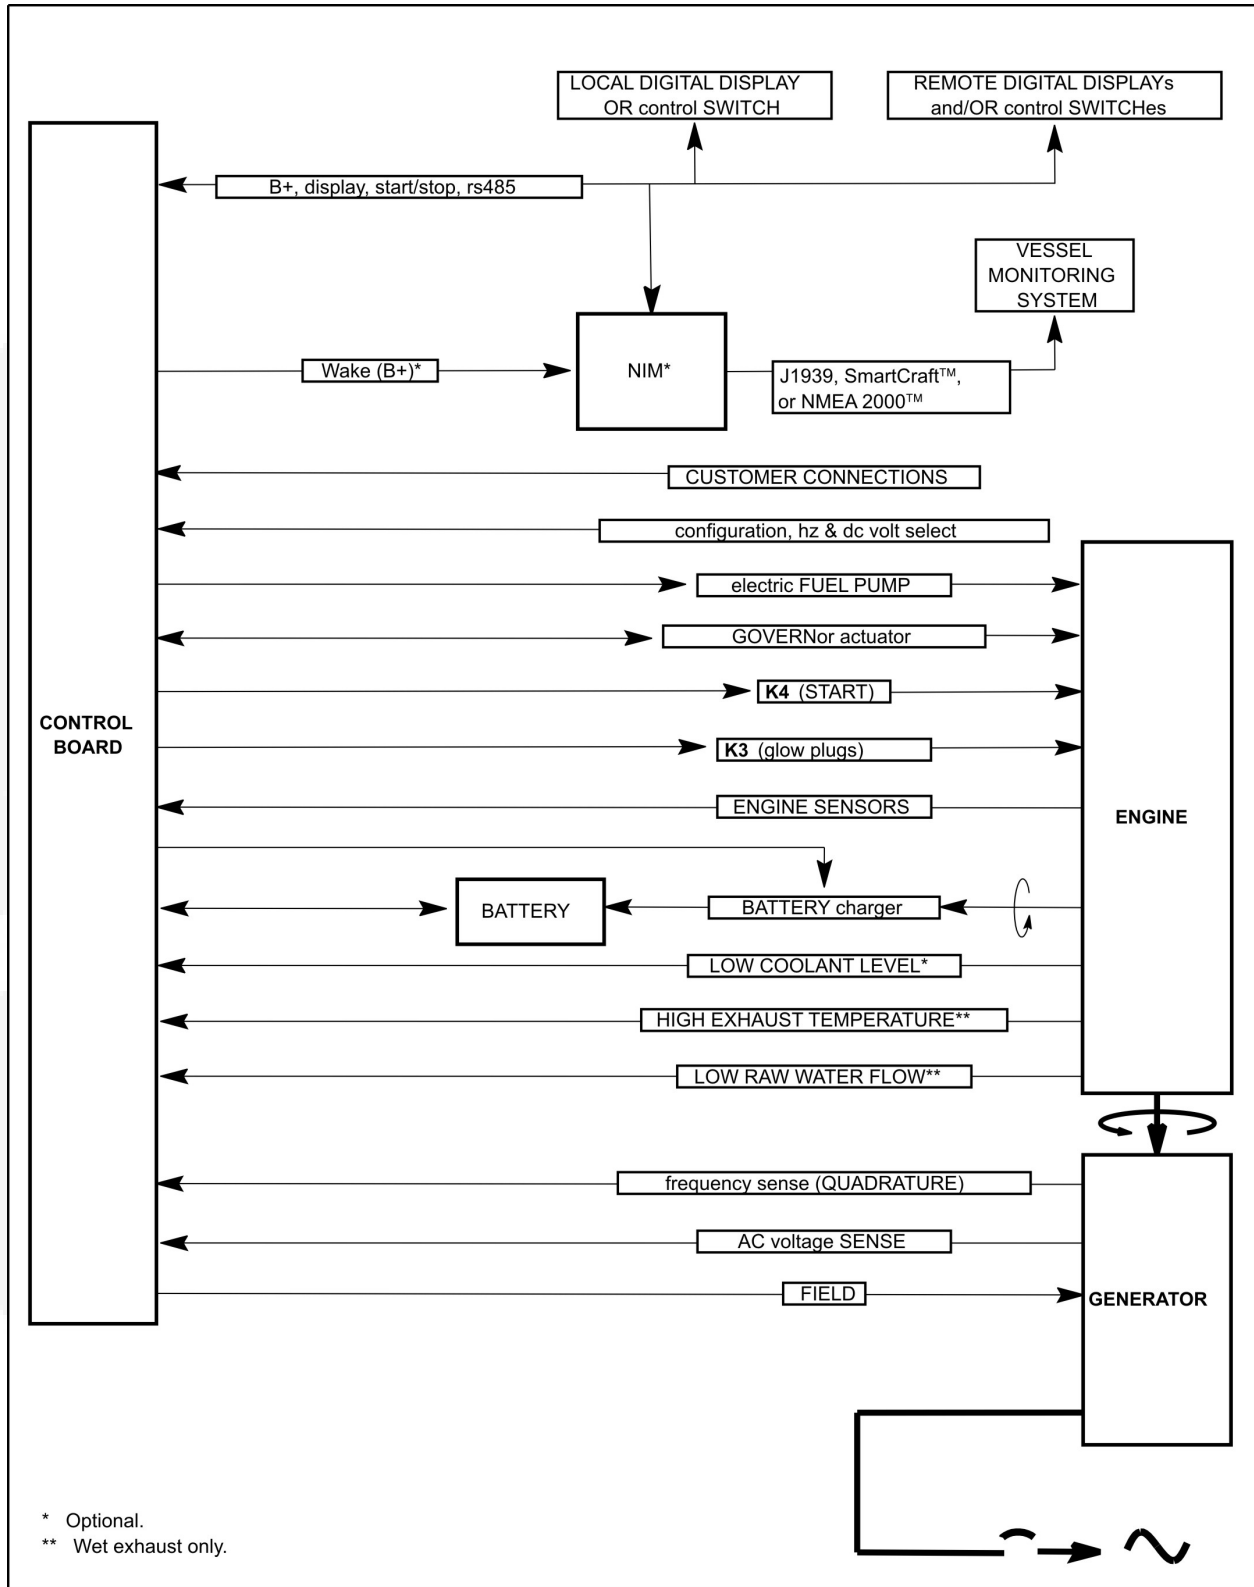 LOCAL DIGITAL DISPLAY
OR control SWITCH
REMOTE DIGITAL DISPLAYs
and/OR control SWITCHes
B+, display, start/stop, rs485
VESSEL
MONITORING
SYSTEM
Wake (B+)*
NIM*
J1939, SmartCraft™,
or NMEA 2000™
CUSTOMER CONNECTIONS
configuration, hz & dc volt select
electric FUEL PUMP
GOVERNor actuator
K4 (START)
CONTROL
BOARD
K3 (glow plugs)
ENGINE SENSORS
ENGINE
BATTERY
BATTERY charger
LOW COOLANT LEVEL*
HIGH EXHAUST TEMPERATURE**
LOW RAW WATER FLOW**
frequency sense (QUADRATURE)
AC voltage SENSE
FIELD
GENERATOR
* Optional.
** Wet exhaust only.